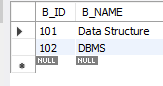 B_ID B_NAME
101 Data Structure
102 DBMS
NULL NULL